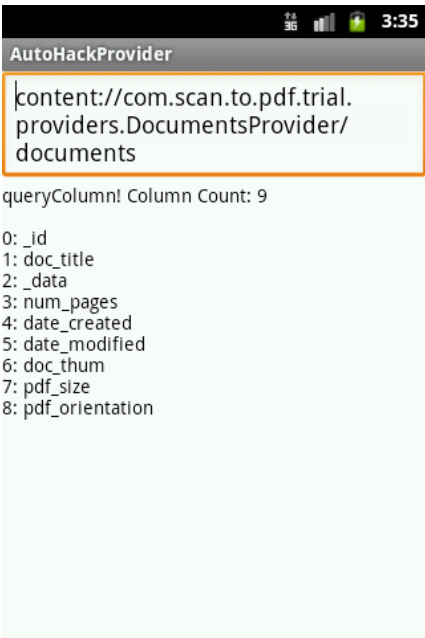 3G 3:35
AutoHackProvider
content://com.scan.to.pdf.trial.
providers.DocumentsProvider/
documents
queryColumn! Column Count: 9
0: _id
1: doc_title
2: _data
3: num_pages
4: date_created
5: date_modified
6: doc_thum
7: pdf_size
8: pdf_orientation